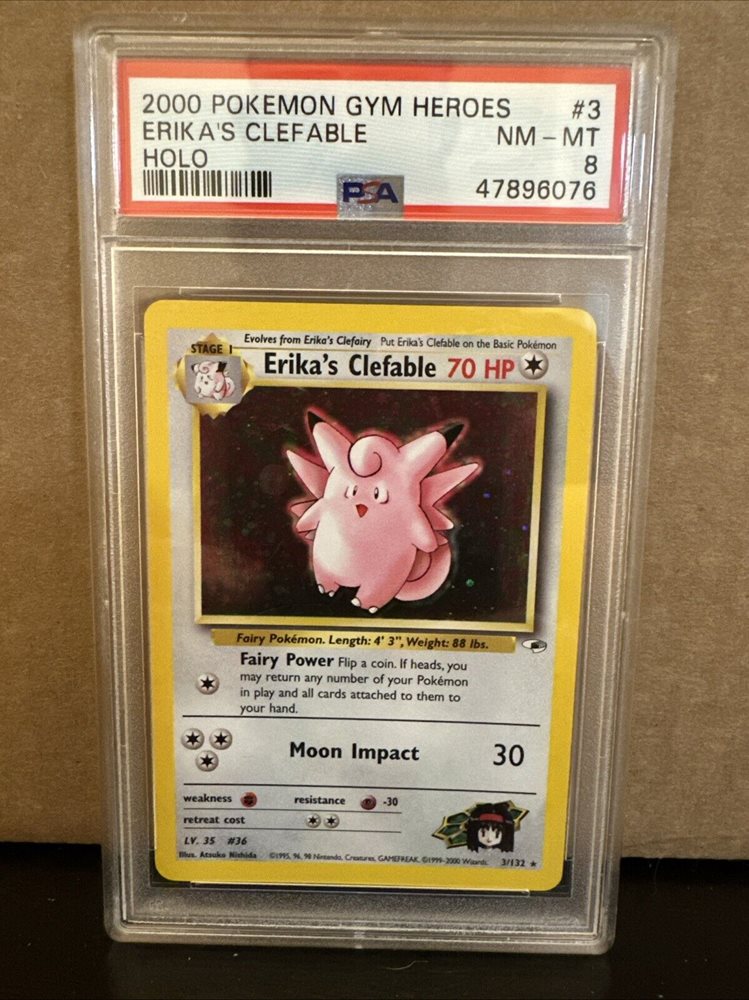 2000 POKEMON GYM HEROES #3
ERIKA'S CLEFABLE NM - MT
HOLO 8
PSA 47896076
Evolves from Erika's Clefairy Put Erika's Clefable on the Basic Pokémon
STAGE 1
Erika's Clefable 70 HP
Fairy Pokémon. Length: 4' 3", Weight: 88 lbs.
Fairy Power Flip a coin. If heads, you
may return any number of your Pokémon
in play and all cards attached to them to
your hand.
Moon Impact 30
weakness resistance -30
retreat cost
LV. 35 #36
Illus. Atsuko Nishida ©1995, 96, 98 Nintendo, Creatures, GAMEFREAK. ©1999-2000 Wizards. 3/132 ★